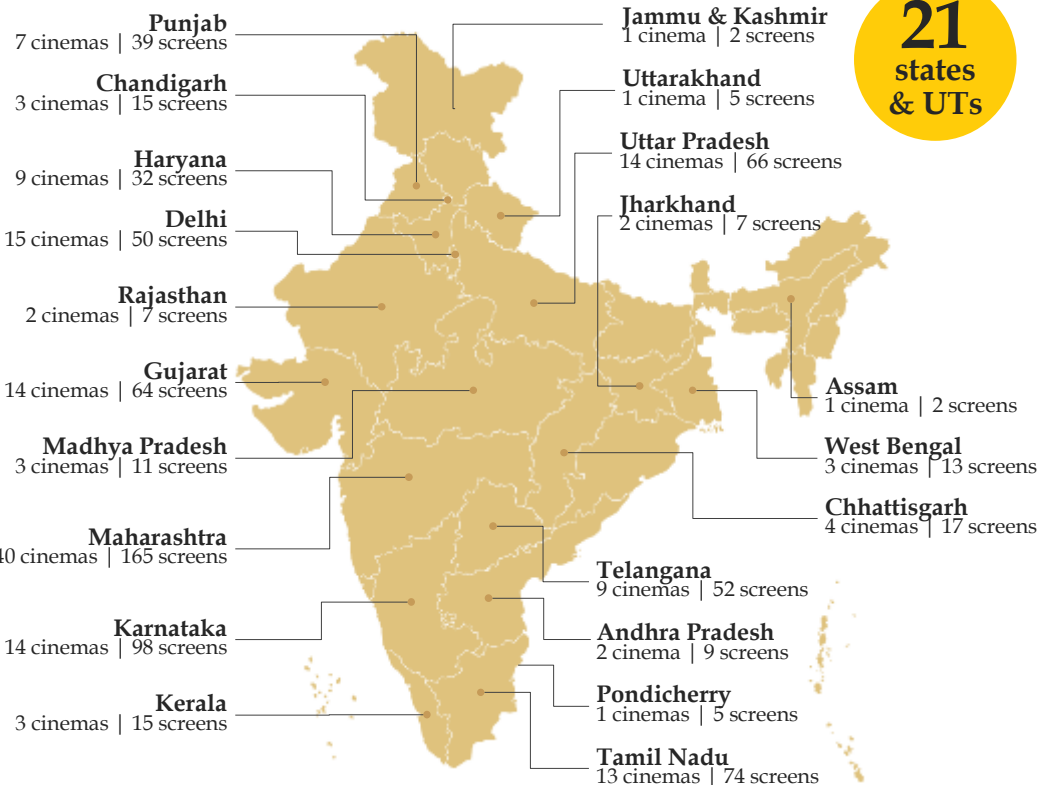 Punjab
7 cinemas | 39 screens
Chandigarh
3 cinemas | 15 screens
Haryana
9 cinemas | 32 screens
Delhi
15 cinemas | 50 screens
Rajasthan
2 cinemas | 7 screens
Gujarat
14 cinemas | 64 screens
Madhya Pradesh
3 cinemas | 11 screens
Maharashtra
40 cinemas | 165 screens
Karnataka
14 cinemas | 98 screens
Kerala
3 cinemas | 15 screens
Jammu & Kashmir
1 cinema | 2 screens
Uttarakhand
1 cinema | 5 screens
Uttar Pradesh
14 cinemas | 66 screens
Jharkhand
2 cinemas | 7 screens
21
states
& UTs
Assam
1 cinema | 2 screens
West Bengal
3 cinemas | 13 screens
Chhattisgarh
4 cinemas | 17 screens
Telangana
9 cinemas | 52 screens
Andhra Pradesh
2 cinema | 9 screens
Pondicherry
1 cinemas | 5 screens
Tamil Nadu
13 cinemas | 74 screens